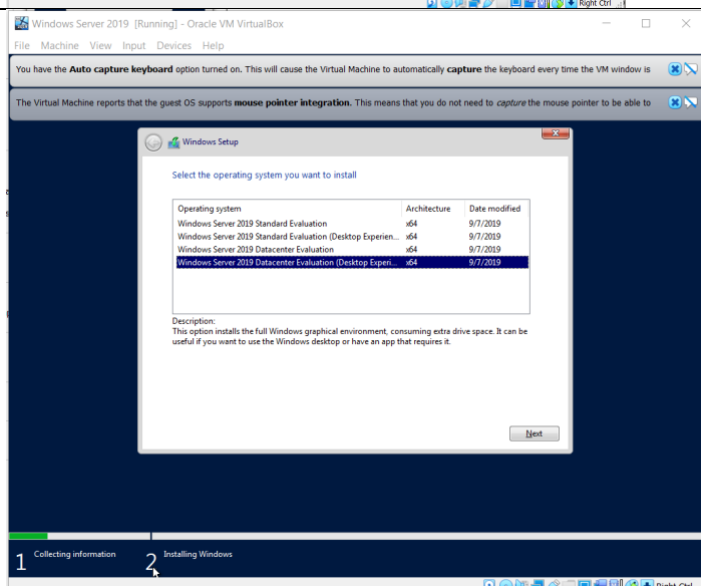 Right Ctrl
Windows Server 2019 [Running] - Oracle VM VirtualBox
File Machine View Input Devices Help
You have the Auto capture keyboard option turned on. This will cause the Virtual Machine to automatically capture the keyboard every time the VM window is
The Virtual Machine reports that the guest OS supports mouse pointer integration. This means that you do not need to capture the mouse pointer to be able to
Windows Setup
Select the operating system you want to install
Operating system Architecture Date modified
Windows Server 2019 Standard Evaluation x64 9/7/2019
Windows Server 2019 Standard Evaluation (Desktop Experien... x64 9/7/2019
Windows Server 2019 Datacenter Evaluation x64 9/7/2019
Windows Server 2019 Datacenter Evaluation (Desktop Experi... x64 9/7/2019
Description:
This option installs the full Windows graphical environment, consuming extra drive space. It can be
useful if you want to use the Windows desktop or have an app that requires it.
Next
1 Collecting information 2 Installing Windows
Right Ctrl